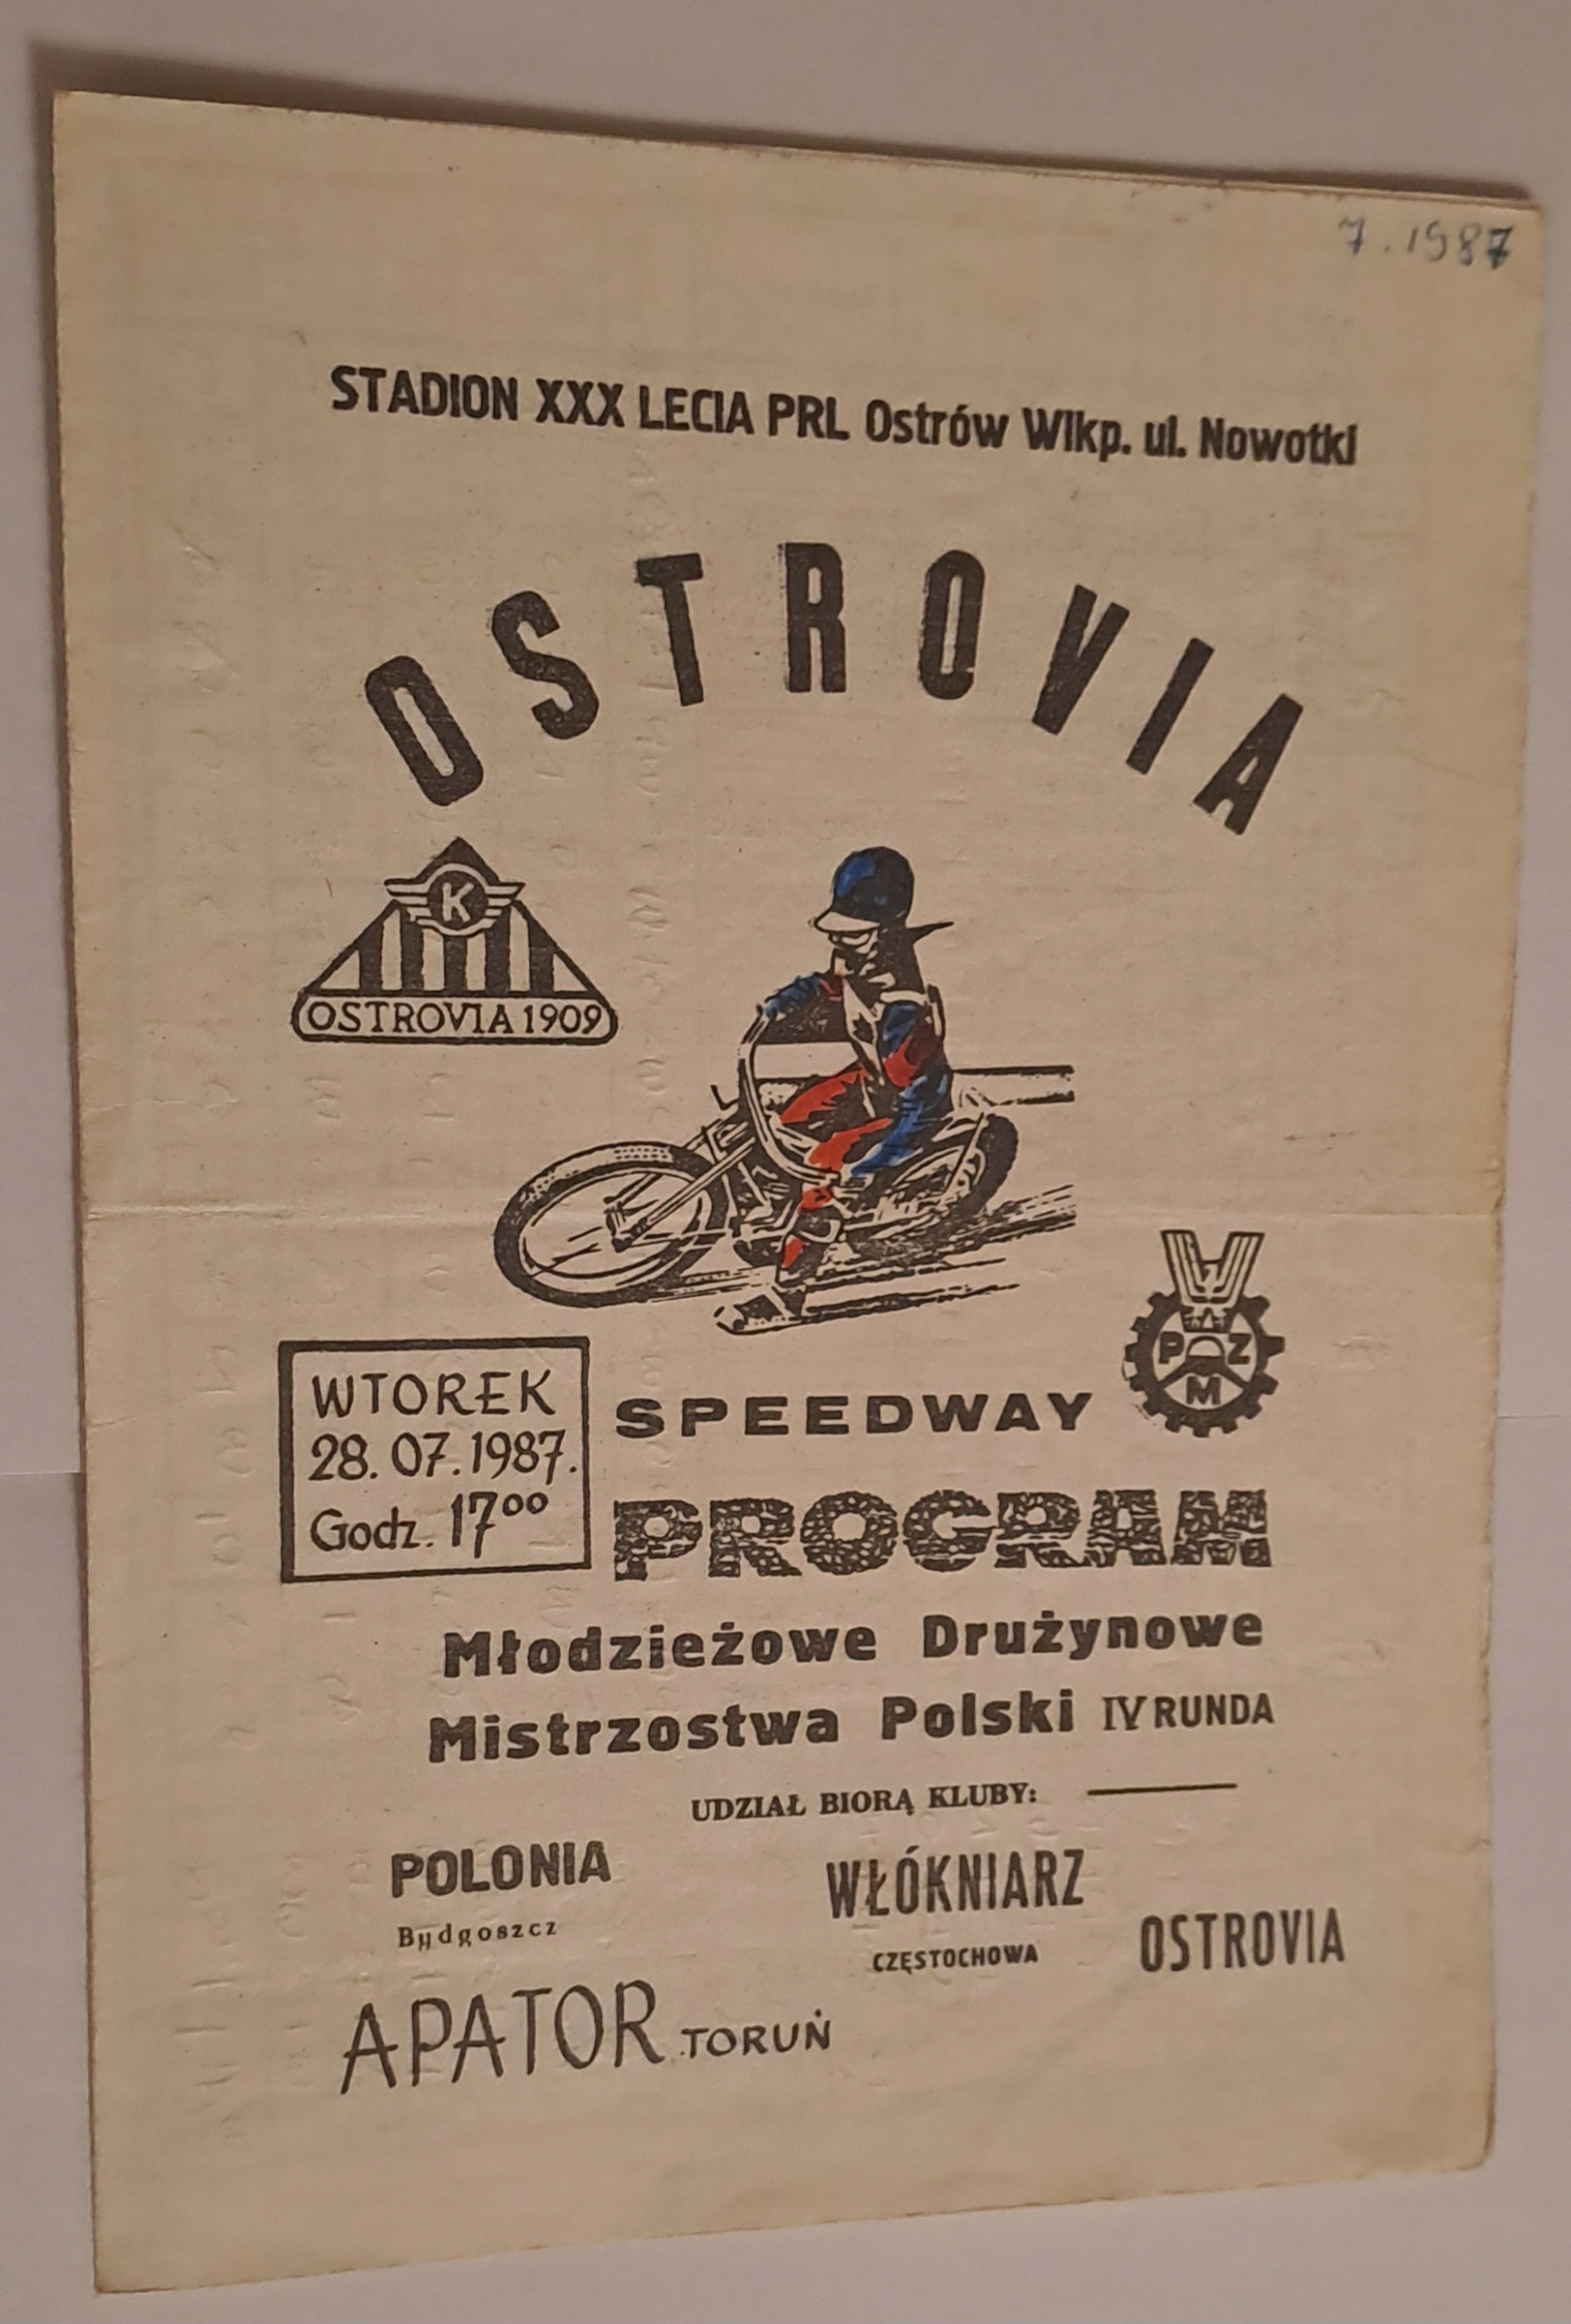 7.1987
STADION XXX LECIA PRL Ostrów Wlkp. ul. Nowotki
OSTROVIA
K
OSTROVIA 1909
PZM
WTOREK
28.07.1987.
Godz. 17⁰⁰
SPEEDWAY
PROGRAM
Młodzieżowe Drużynowe
Mistrzostwa Polski IV RUNDA
UDZIAŁ BIORĄ KLUBY:
POLONIA
Bydgoszcz
WŁÓKNIARZ
CZĘSTOCHOWA
OSTROVIA
APATOR TORUŃ